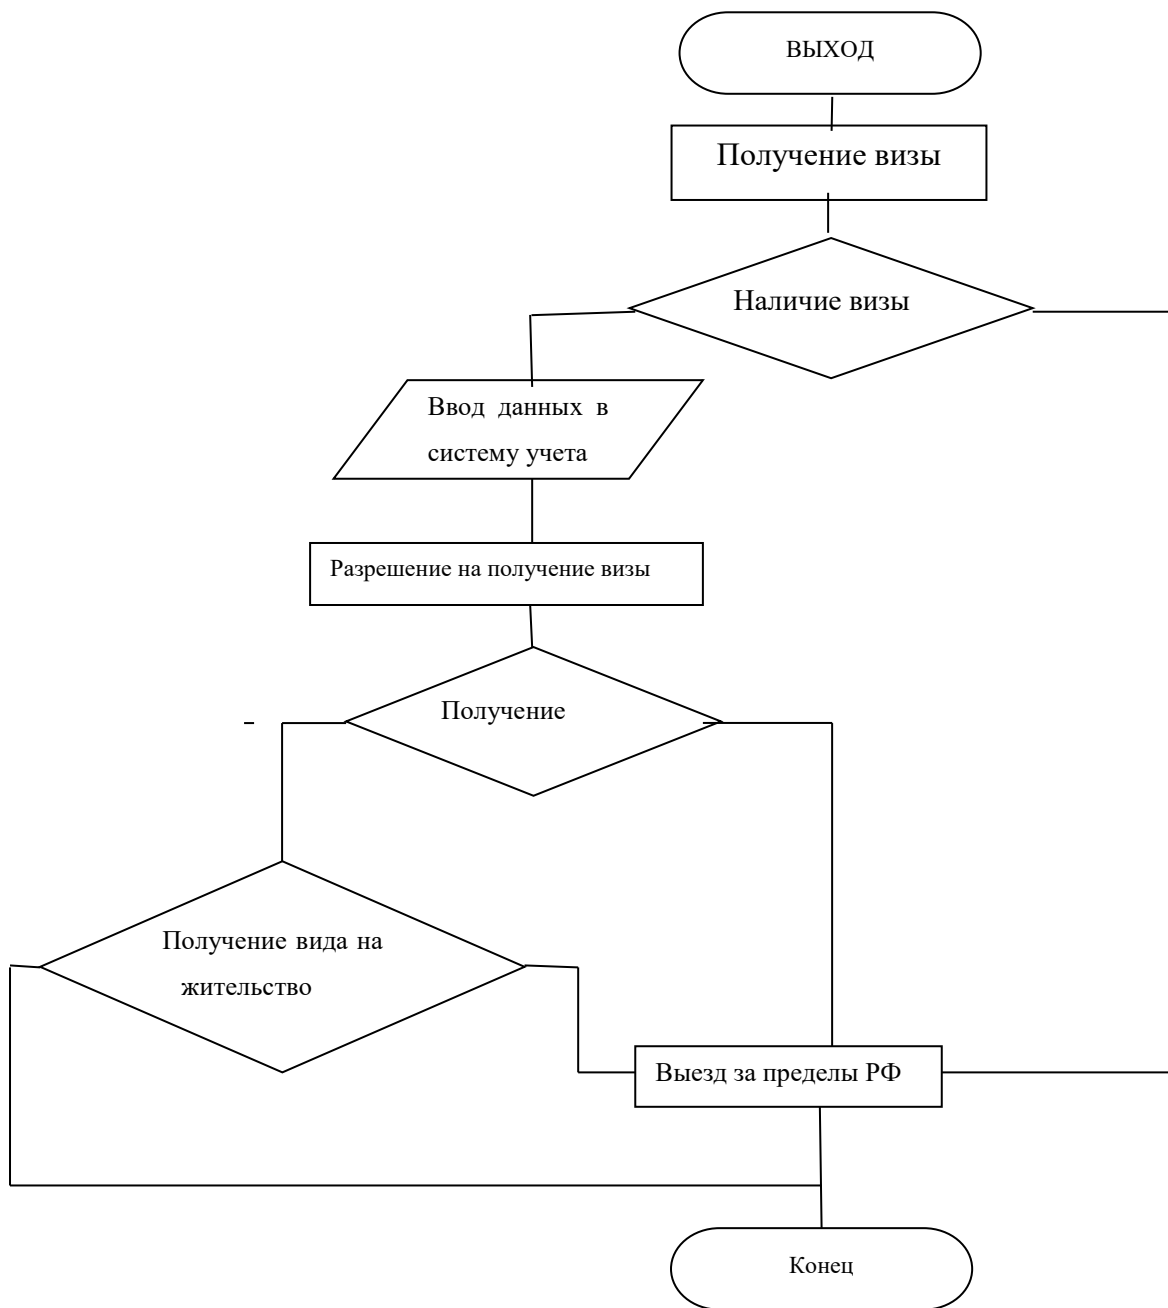 ВЫХОД
Получение визы
Наличие визы
Ввод данных в
систему учета
Разрешение на получение визы
Получение
Получение вида на
жительство
Выезд за пределы РФ
Конец